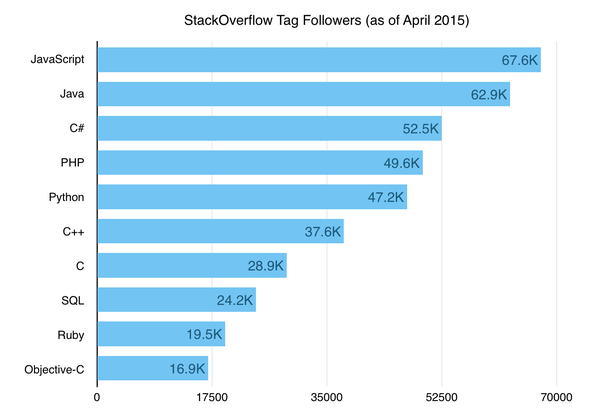 StackOverflow Tag Followers (as of April 2015)
JavaScript 67.6K
Java 62.9K
C# 52.5K
PHP 49.6K
Python 47.2K
C++ 37.6K
C 28.9K
SQL 24.2K
Ruby 19.5K
Objective-C 16.9K
0 17500 35000 52500 70000